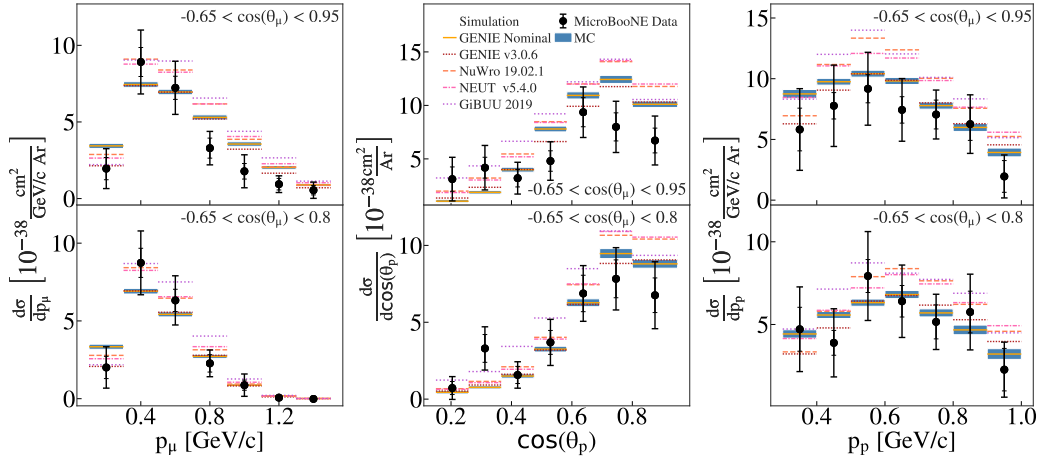 -0.65 < cos(θμ) < 0.95
10
5
0
dσ/dpμ [10⁻³⁸ cm²/(GeV/c Ar)]
-0.65 < cos(θμ) < 0.8
10
5
0
0.4 0.8 1.2
pμ [GeV/c]
Simulation
GENIE Nominal
GENIE v3.0.6
NuWro 19.02.1
NEUT v5.4.0
GiBUU 2019
MicroBooNE Data
MC
15
10
5
-0.65 < cos(θμ) < 0.95
dσ/dcos(θp) [10⁻³⁸ cm²/Ar]
-0.65 < cos(θμ) < 0.8
10
5
0
0.2 0.4 0.6 0.8
cos(θp)
-0.65 < cos(θμ) < 0.95
15
10
5
dσ/dpp [10⁻³⁸ cm²/(GeV/c Ar)]
-0.65 < cos(θμ) < 0.8
10
5
0.4 0.6 0.8 1.0
pp [GeV/c]